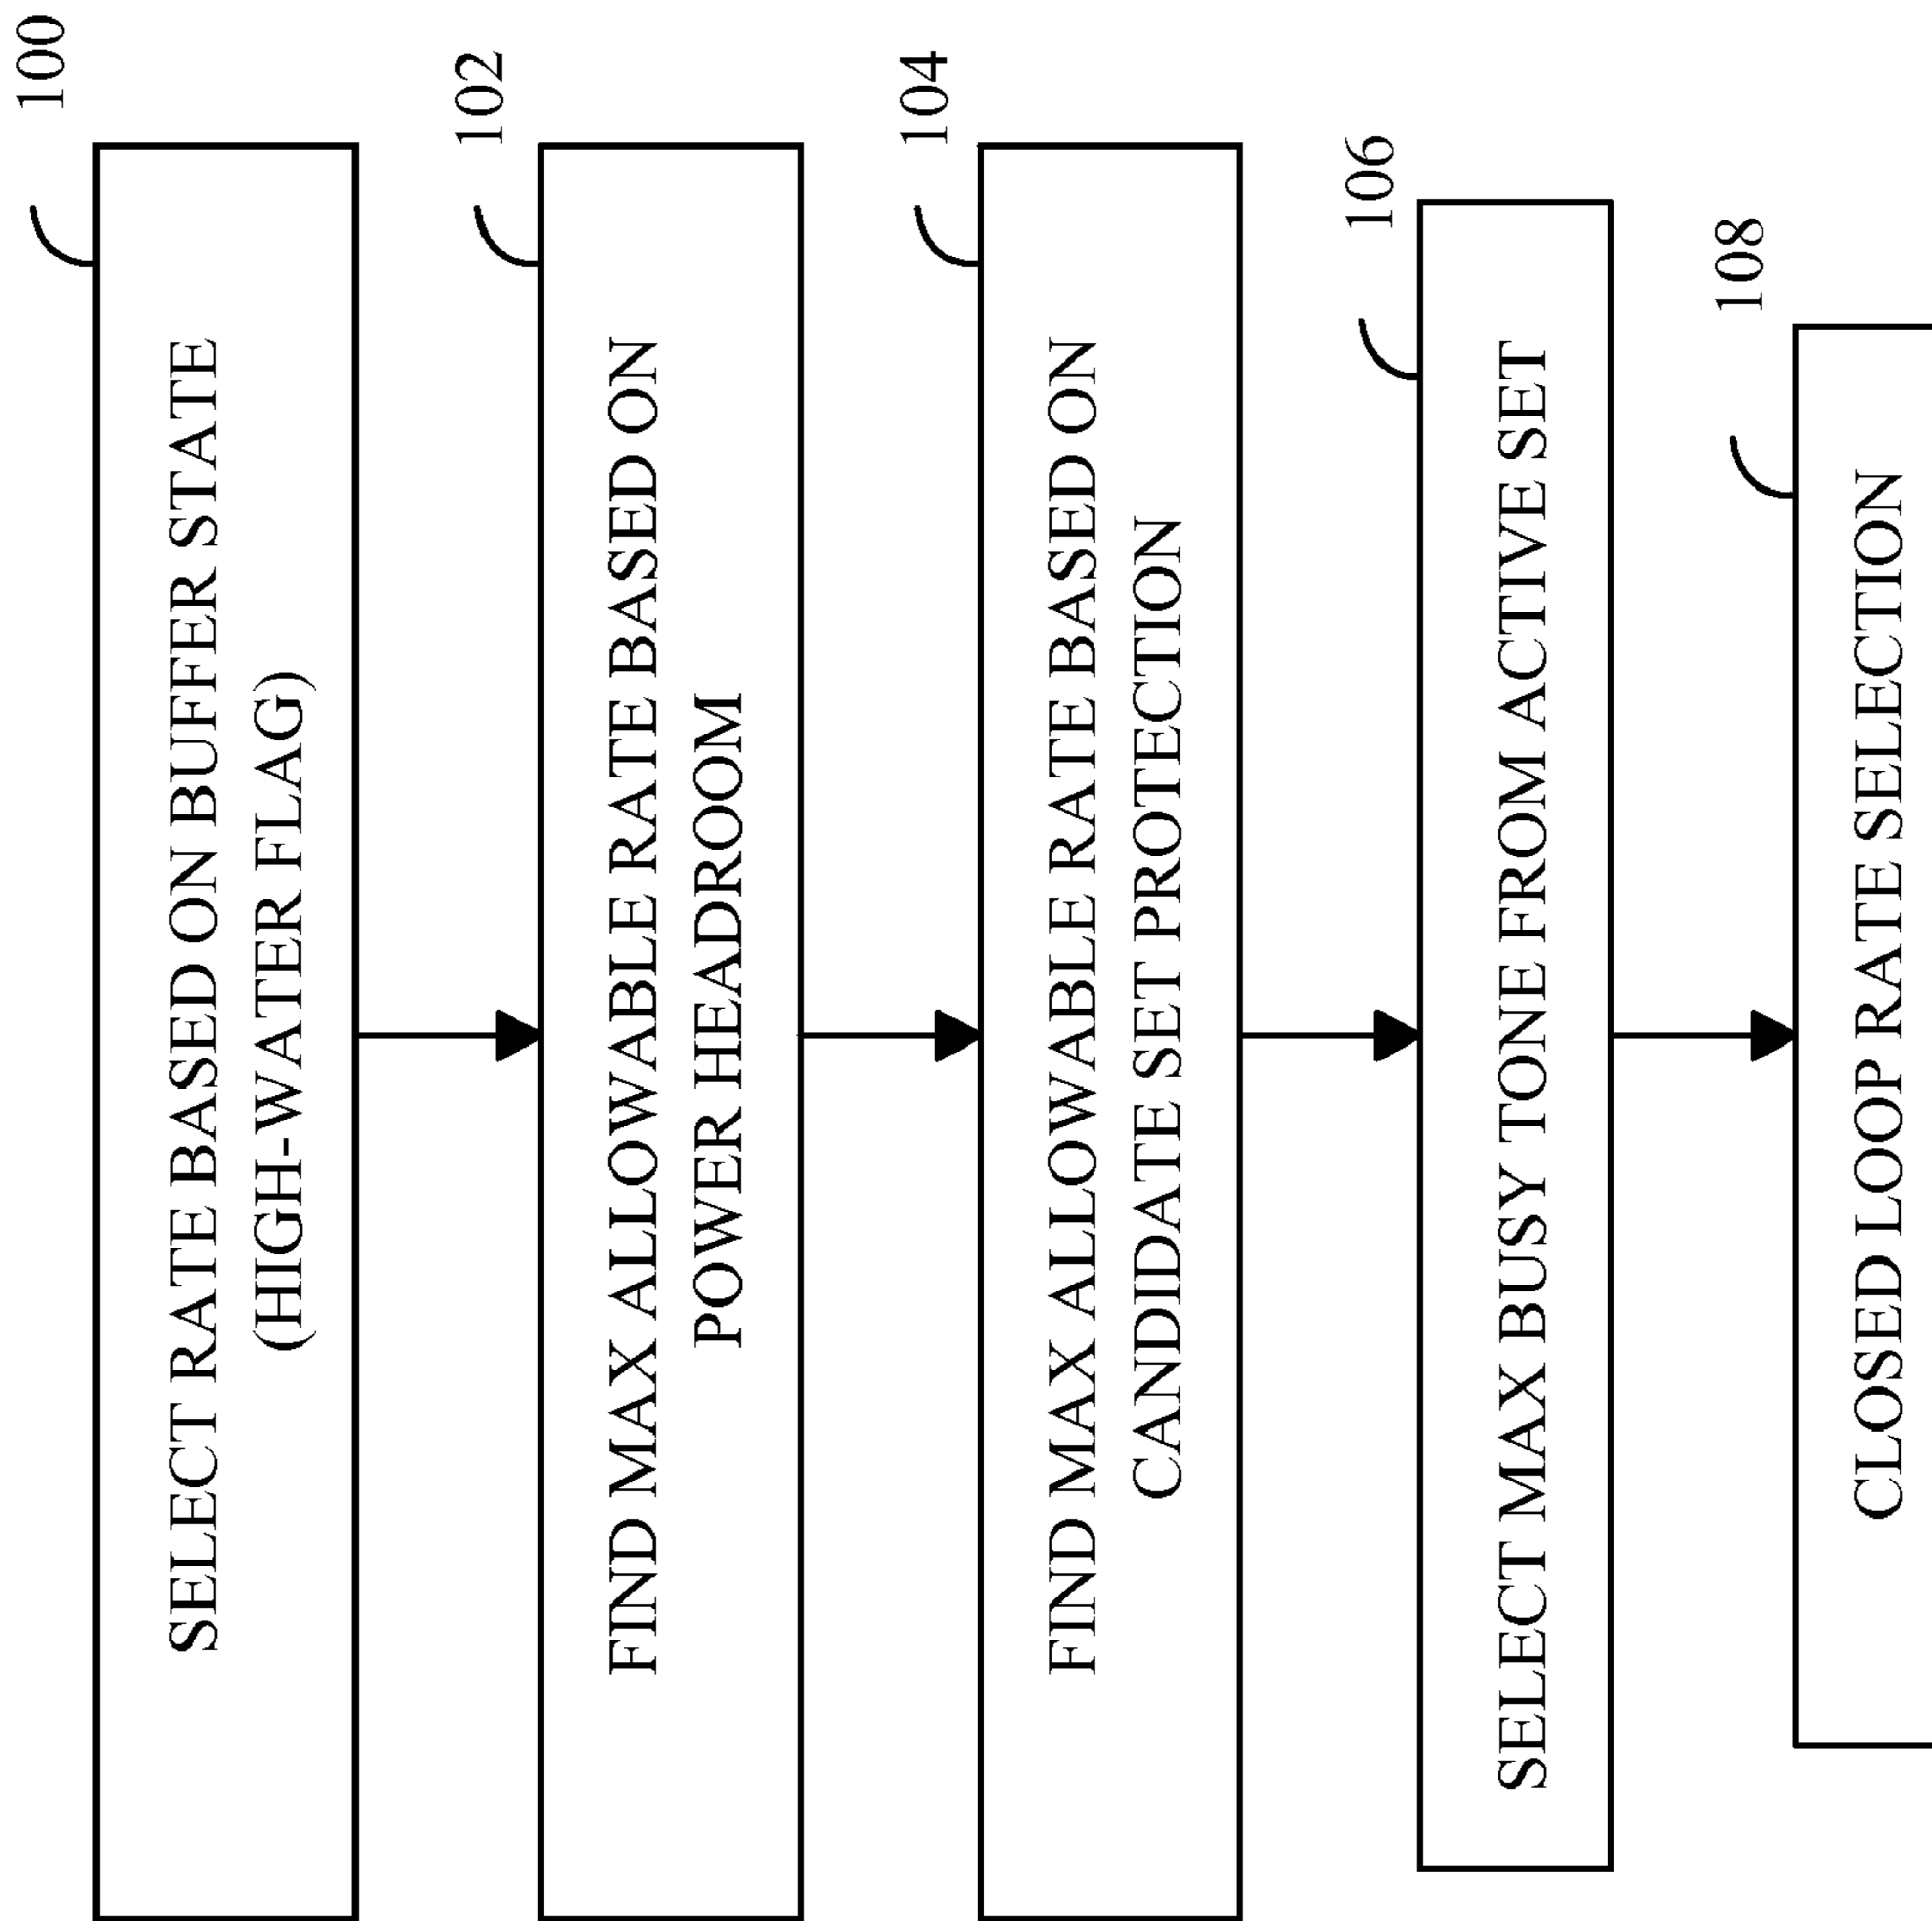 100
SELECT RATE BASED ON BUFFER STATE
(HIGH-WATER FLAG)
102
FIND MAX ALLOWABLE RATE BASED ON
POWER HEADROOM
104
FIND MAX ALLOWABLE RATE BASED ON
CANDIDATE SET PROTECTION
106
SELECT MAX BUSY TONE FROM ACTIVE SET
108
CLOSED LOOP RATE SELECTION